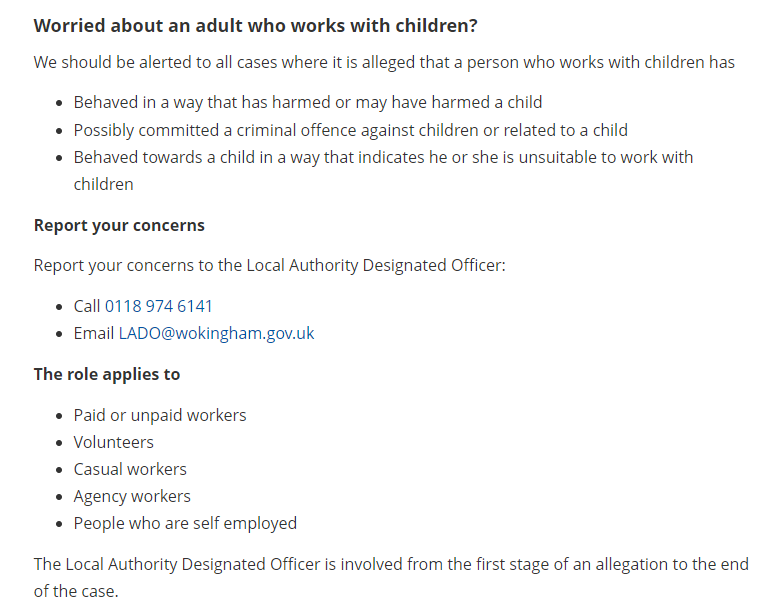 Worried about an adult who works with children?
We should be alerted to all cases where it is alleged that a person who works with children has
• Behaved in a way that has harmed or may have harmed a child
• Possibly committed a criminal offence against children or related to a child
• Behaved towards a child in a way that indicates he or she is unsuitable to work with
children
Report your concerns
Report your concerns to the Local Authority Designated Officer:
• Call 0118 974 6141
• Email LADO@wokingham.gov.uk
The role applies to
• Paid or unpaid workers
• Volunteers
• Casual workers
• Agency workers
• People who are self employed
The Local Authority Designated Officer is involved from the first stage of an allegation to the end
of the case.